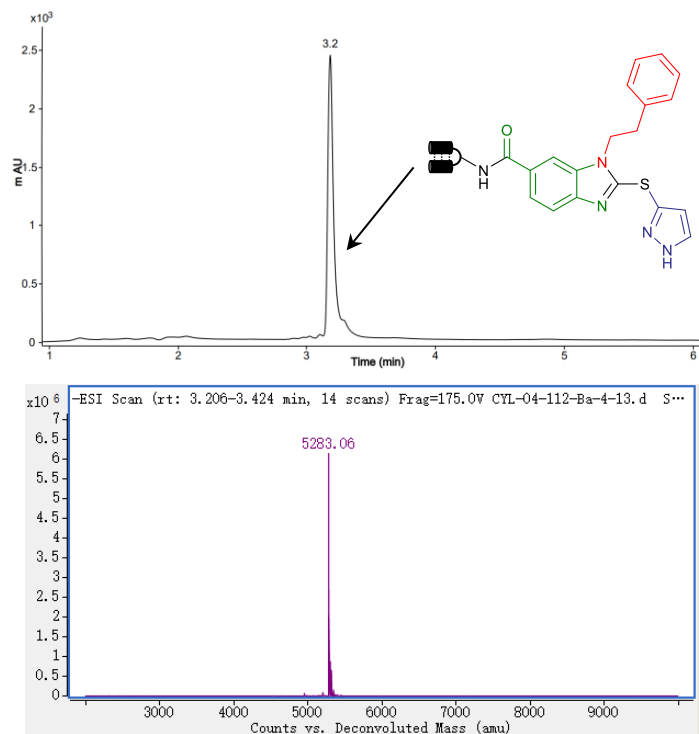 x10³
3.2
2.5
2
1.5
m AU
1
0.5
0
1 2 3 4 5 6
Time (min)
O
N
H
N
N
S
N
N
H
x10 6
-ESI Scan (rt: 3.206-3.424 min, 14 scans) Frag=175.0V CYL-04-112-Ba-4-13.d S···
7
6.5
6
5.5
5
4.5
4
3.5
3
2.5
2
1.5
1
0.5
0
5283.06
3000 4000 5000 6000 7000 8000 9000
Counts vs. Deconvoluted Mass (amu)